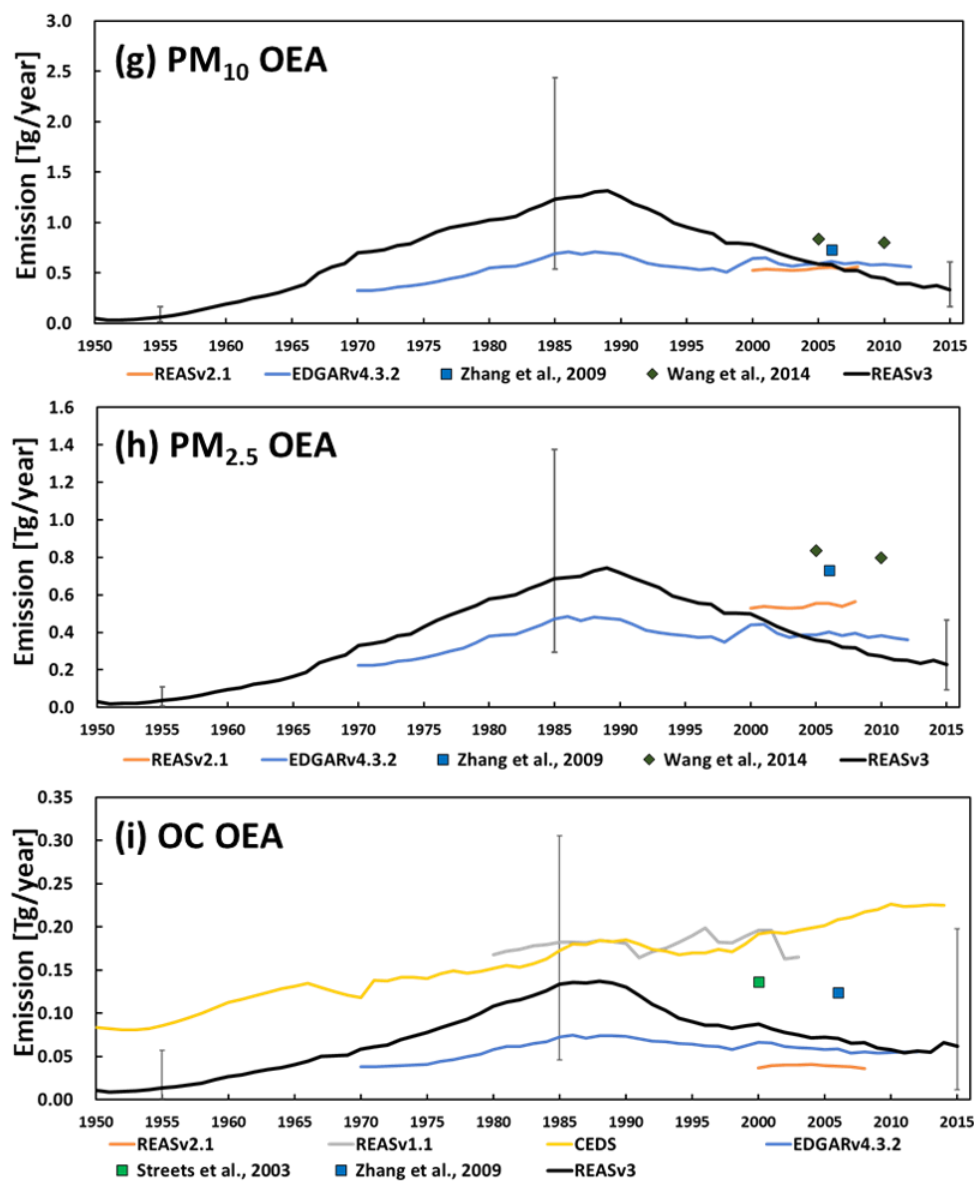 (g) PM10 OEA
Emission [Tg/year]
3.0
2.5
2.0
1.5
1.0
0.5
0.0
1950 1955 1960 1965 1970 1975 1980 1985 1990 1995 2000 2005 2010 2015
REASv2.1 EDGARv4.3.2 Zhang et al., 2009 Wang et al., 2014 REASv3
(h) PM2.5 OEA
Emission [Tg/year]
1.6
1.4
1.2
1.0
0.8
0.6
0.4
0.2
0.0
1950 1955 1960 1965 1970 1975 1980 1985 1990 1995 2000 2005 2010 2015
REASv2.1 EDGARv4.3.2 Zhang et al., 2009 Wang et al., 2014 REASv3
(i) OC OEA
Emission [Tg/year]
0.35
0.30
0.25
0.20
0.15
0.10
0.05
0.00
1950 1955 1960 1965 1970 1975 1980 1985 1990 1995 2000 2005 2010 2015
REASv2.1 REASv1.1 CEDS EDGARv4.3.2
Streets et al., 2003 Zhang et al., 2009 REASv3